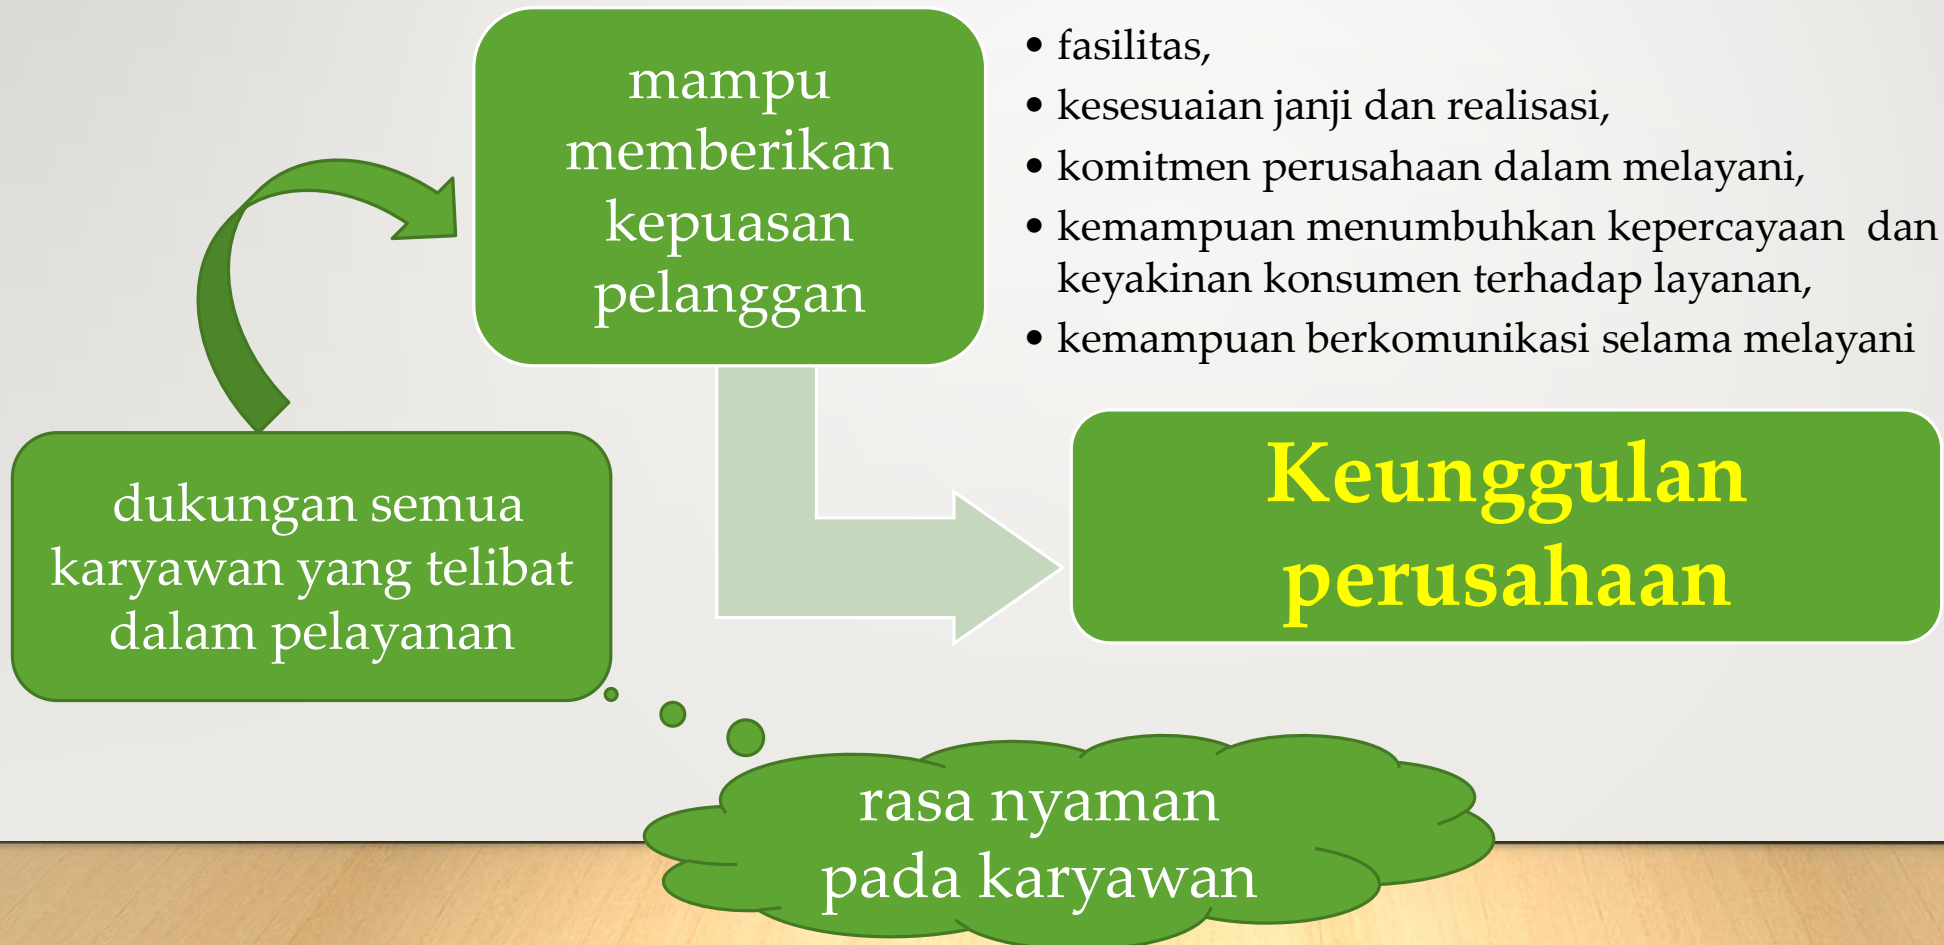 mampu
memberikan
kepuasan
pelanggan
• fasilitas,
• kesesuaian janji dan realisasi,
• komitmen perusahaan dalam melayani,
• kemampuan menumbuhkan kepercayaan dan
keyakinan konsumen terhadap layanan,
• kemampuan berkomunikasi selama melayani
Keunggulan
perusahaan
dukungan semua
karyawan yang telibat
dalam pelayanan
rasa nyaman
pada karyawan